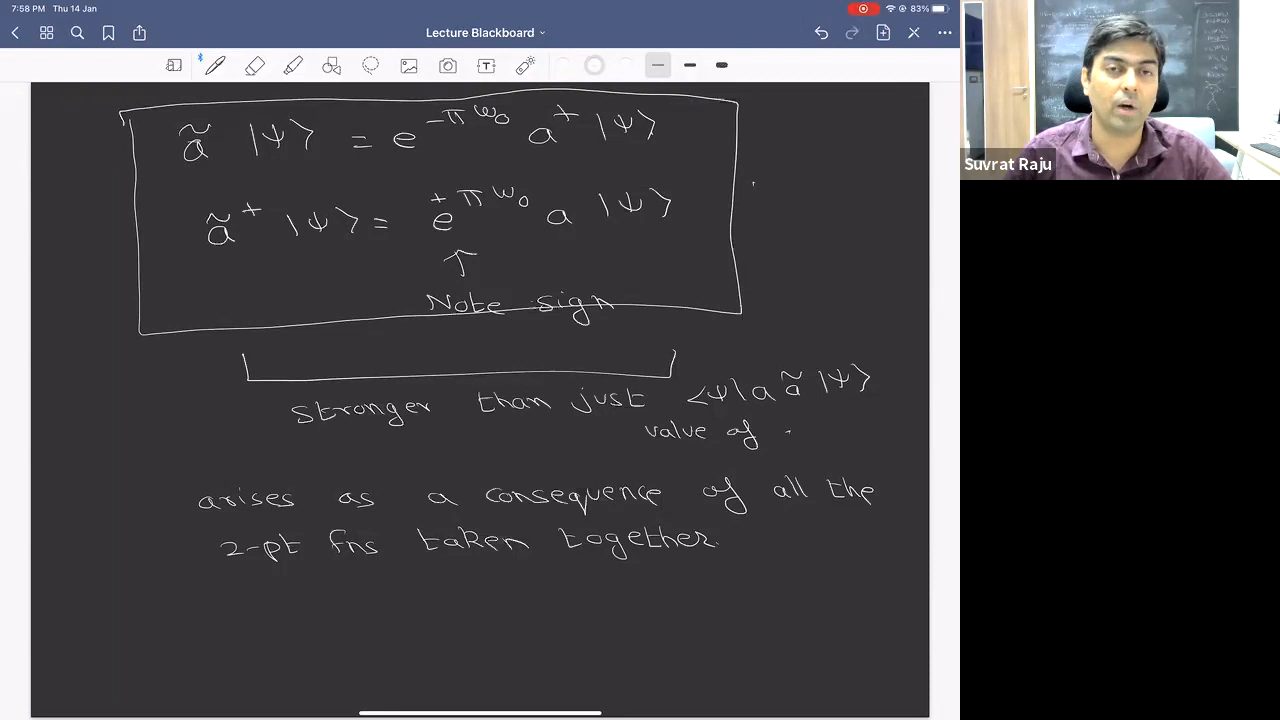 7:58 PM Thu 14 Jan
83%
Lecture Blackboard
ã |ψ⟩ = e^{-πω₀} a† |ψ⟩
ã† |ψ⟩ = e^{+πω₀} a |ψ⟩
↑
Note sign
Stronger than just ⟨ψ| a ã |ψ⟩
value of
arises as a consequence of all the
2-pt fns taken together.
Suvrat Raju